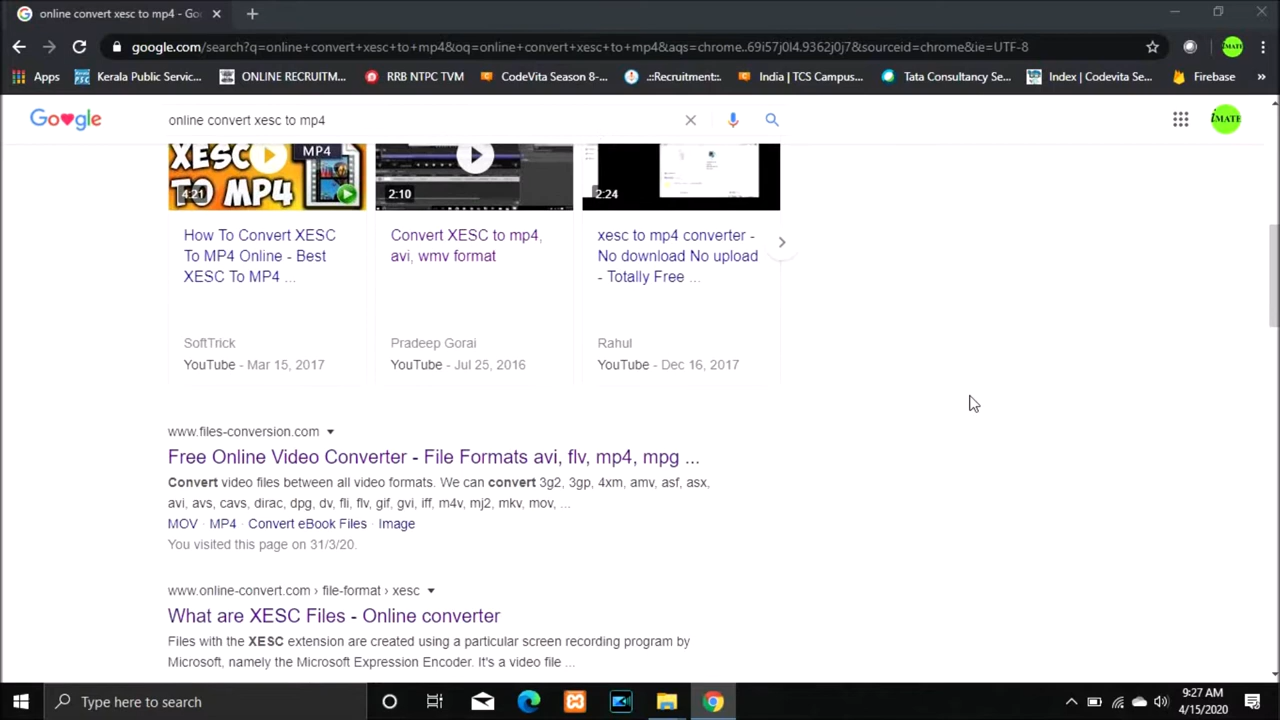 online convert xesc to mp4 - Goo
google.com/search?q=online+convert+xesc+to+mp4&oq=online+convert+xesc+to+mp4&aqs=chrome..69i57j0l4.9362j0j7&sourceid=chrome&ie=UTF-8
iMATE
Apps
Kerala Public Servic...
ONLINE RECRUITM...
RRB NTPC TVM
CodeVita Season 8-...
.::Recruitment:.
India | TCS Campus...
Tata Consultancy Se...
Index | Codevita Se...
Firebase
»
Google
online convert xesc to mp4
iMATE
XESC
MP4
TO MP4
4:21
2:10
2:24
How To Convert XESC
To MP4 Online - Best
XESC To MP4 ...
SoftTrick
YouTube - Mar 15, 2017
Convert XESC to mp4,
avi, wmv format
Pradeep Gorai
YouTube - Jul 25, 2016
xesc to mp4 converter -
No download No upload
- Totally Free ...
Rahul
YouTube - Dec 16, 2017
www.files-conversion.com
Free Online Video Converter - File Formats avi, flv, mp4, mpg ...
Convert video files between all video formats. We can convert 3g2, 3gp, 4xm, amv, asf, asx,
avi, avs, cavs, dirac, dpg, dv, fli, flv, gif, gvi, iff, m4v, mj2, mkv, mov, ...
MOV · MP4 · Convert eBook Files · Image
You visited this page on 31/3/20.
www.online-convert.com › file-format › xesc
What are XESC Files - Online converter
Files with the XESC extension are created using a particular screen recording program by
Microsoft, namely the Microsoft Expression Encoder. It's a video file ...
Type here to search
9:27 AM
4/15/2020